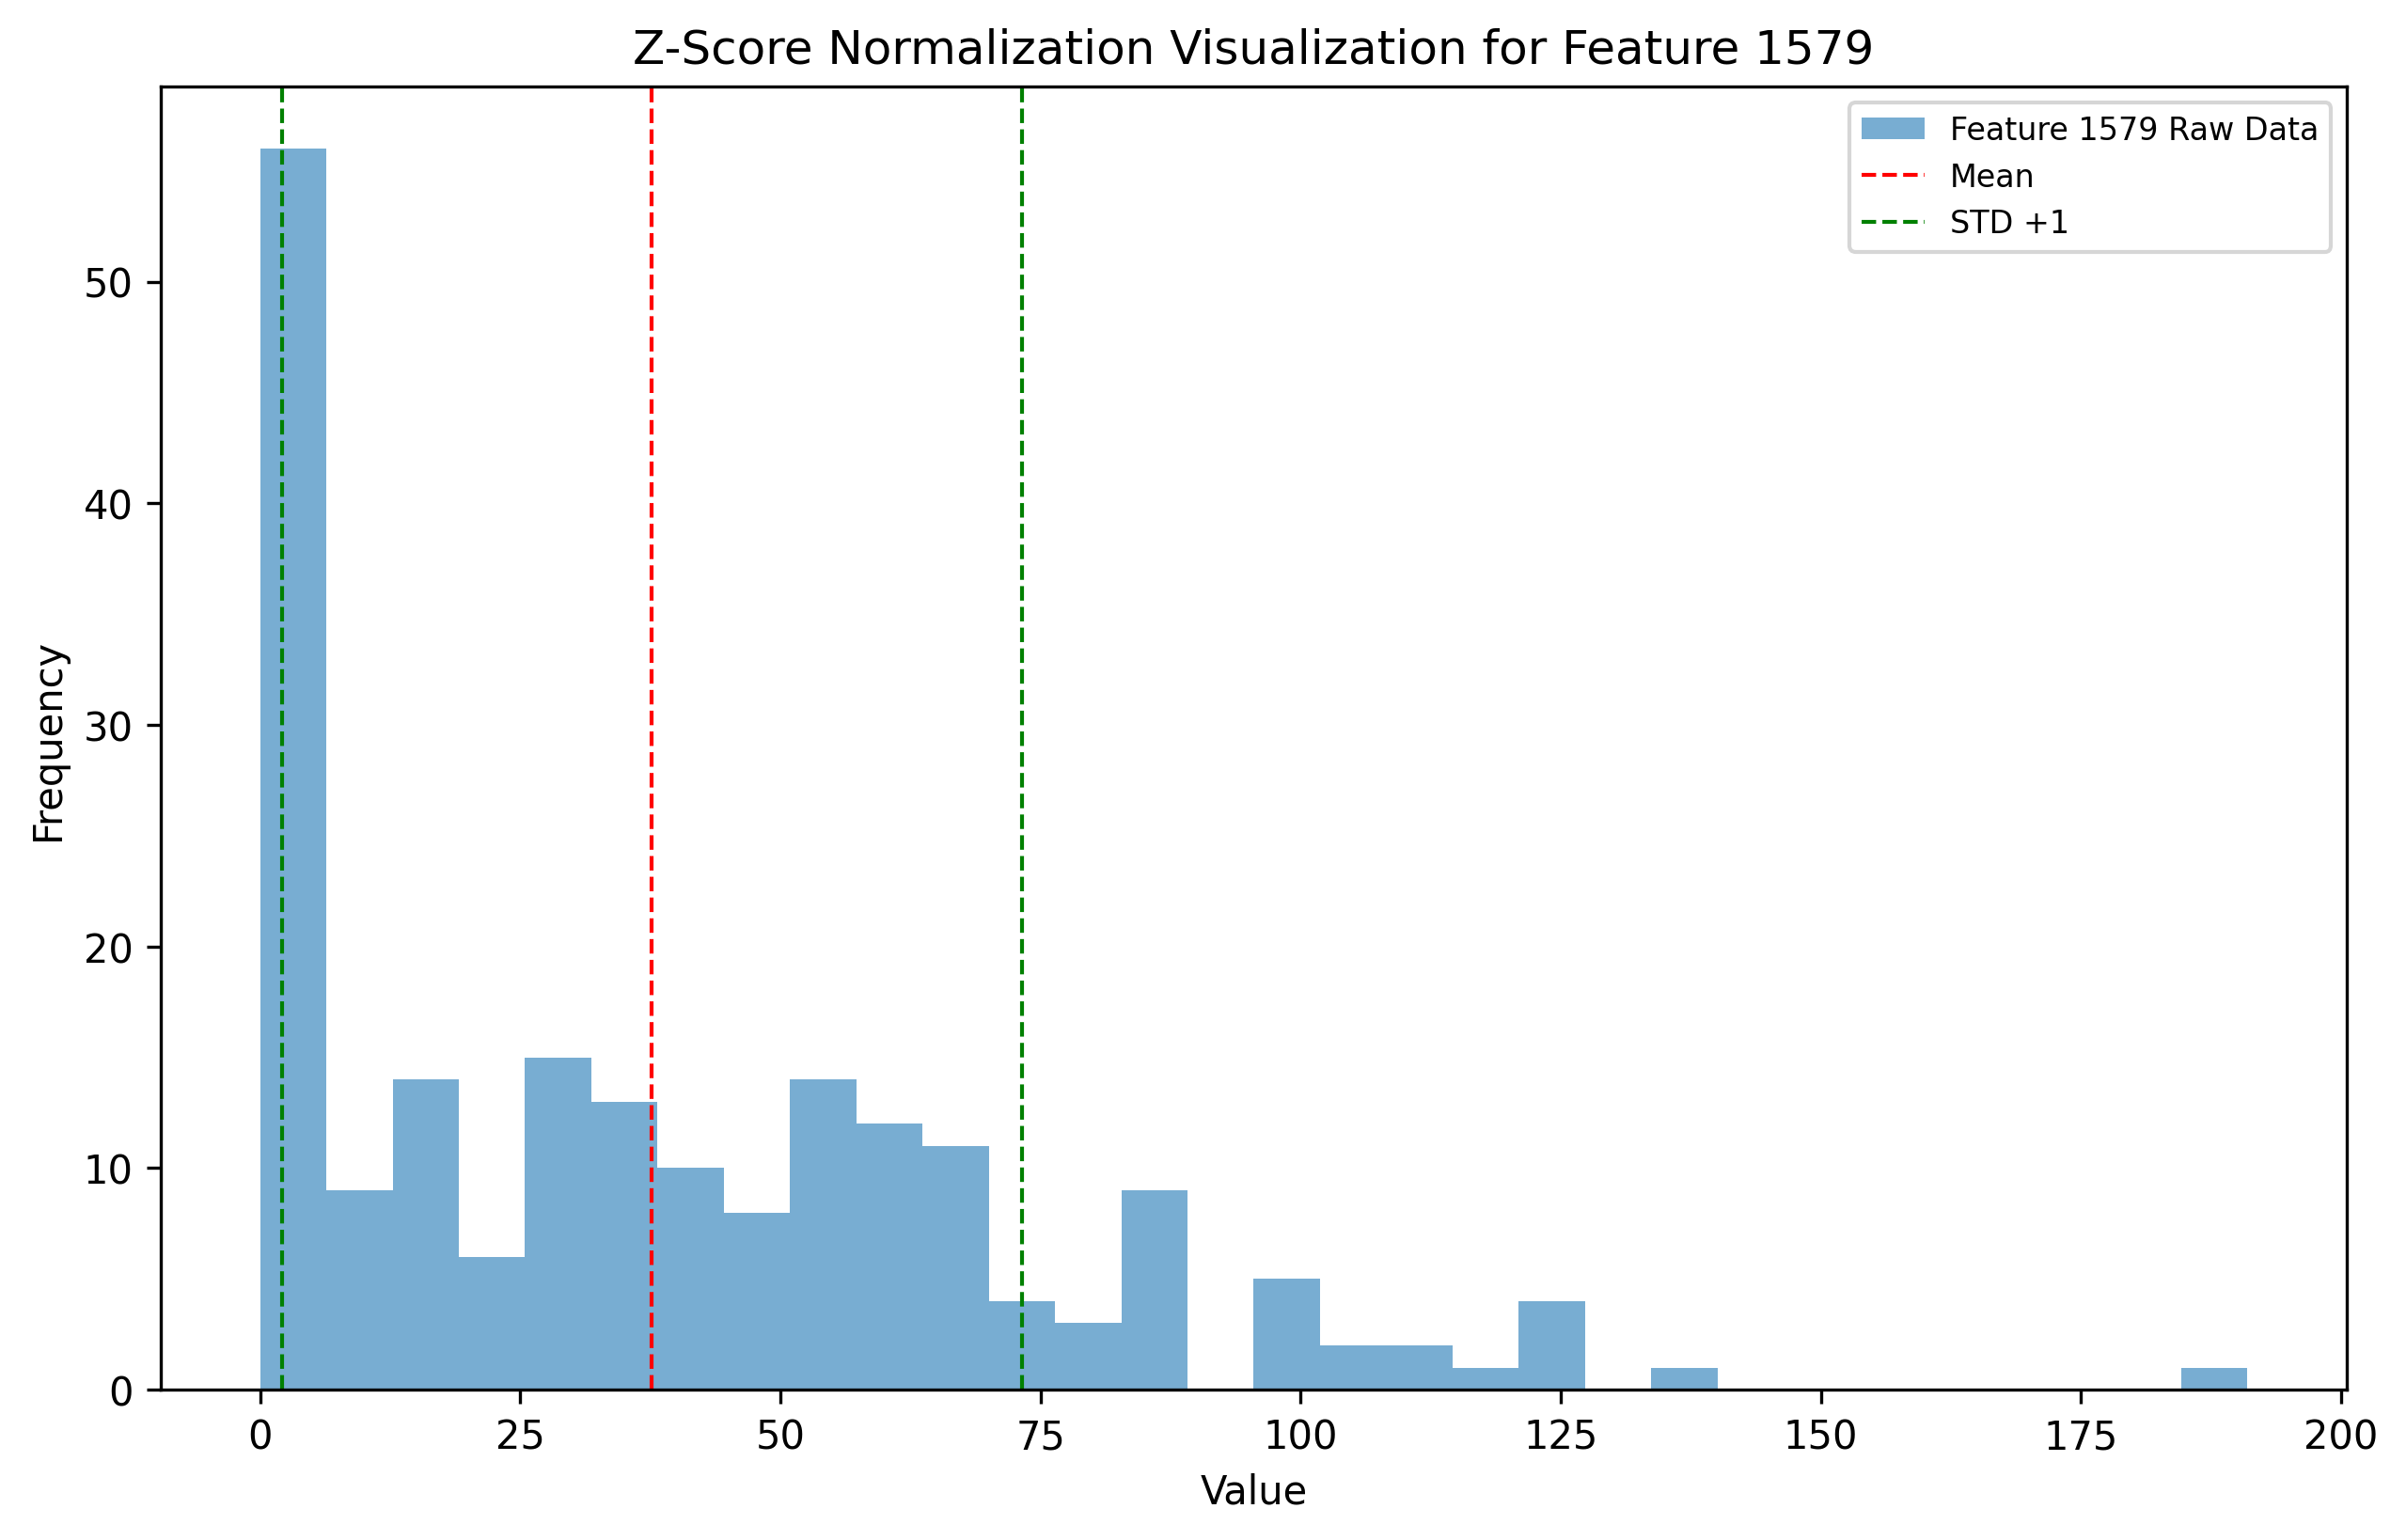 Z-Score Normalization Visualization for Feature 1579
Feature 1579 Raw Data
Mean
STD +1
Frequency
50
40
30
20
10
0
0 25 50 75 100 125 150 175 200
Value